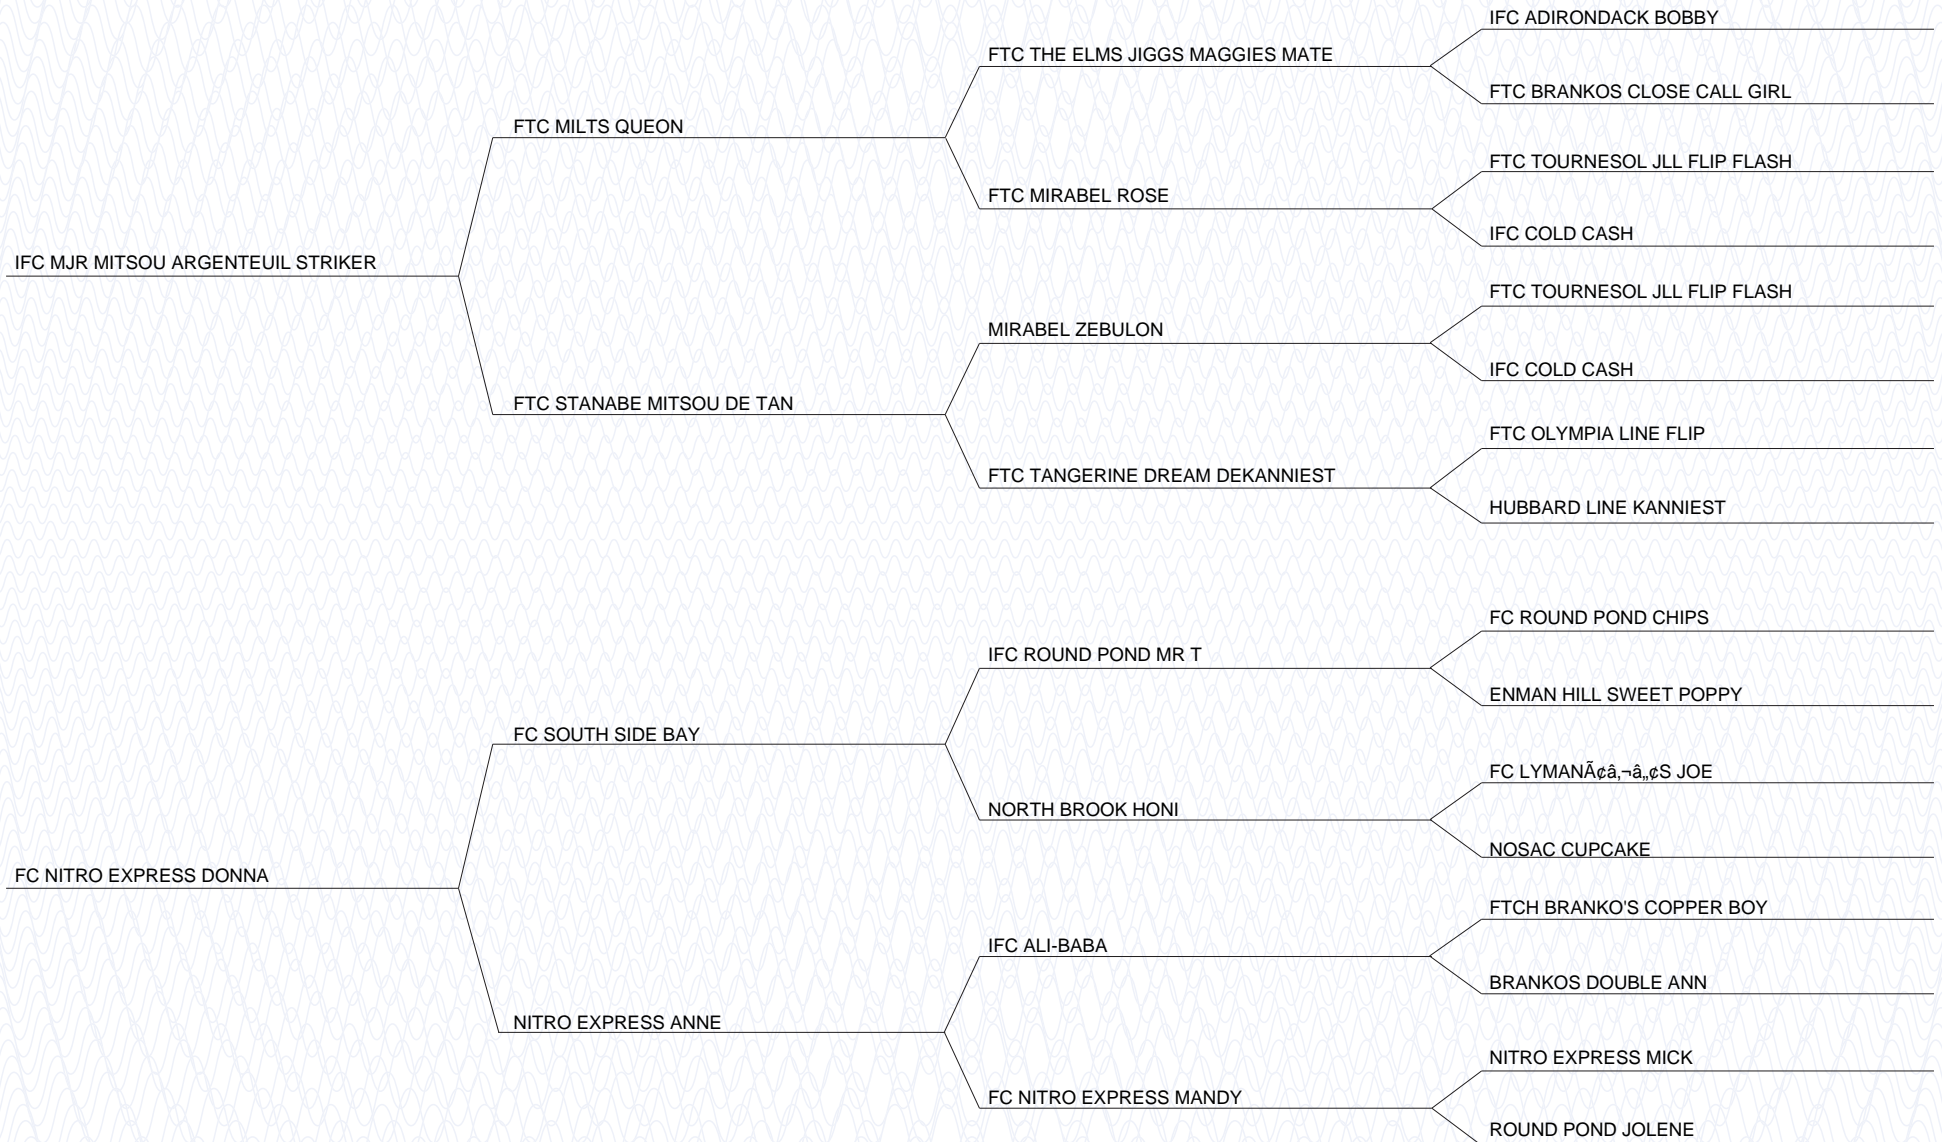 IFC ADIRONDACK BOBBY
FTC THE ELMS JIGGS MAGGIES MATE
FTC BRANKOS CLOSE CALL GIRL
FTC MILTS QUEON
FTC TOURNESOL JLL FLIP FLASH
FTC MIRABEL ROSE
IFC COLD CASH
IFC MJR MITSOU ARGENTEUIL STRIKER
FTC TOURNESOL JLL FLIP FLASH
MIRABEL ZEBULON
IFC COLD CASH
FTC STANABE MITSOU DE TAN
FTC OLYMPIA LINE FLIP
FTC TANGERINE DREAM DEKANNIEST
HUBBARD LINE KANNIEST
FC ROUND POND CHIPS
IFC ROUND POND MR T
ENMAN HILL SWEET POPPY
FC SOUTH SIDE BAY
FC LYMANÃ¢â‚¬â„¢S JOE
NORTH BROOK HONI
NOSAC CUPCAKE
FC NITRO EXPRESS DONNA
FTCH BRANKO'S COPPER BOY
IFC ALI-BABA
BRANKOS DOUBLE ANN
NITRO EXPRESS ANNE
NITRO EXPRESS MICK
FC NITRO EXPRESS MANDY
ROUND POND JOLENE